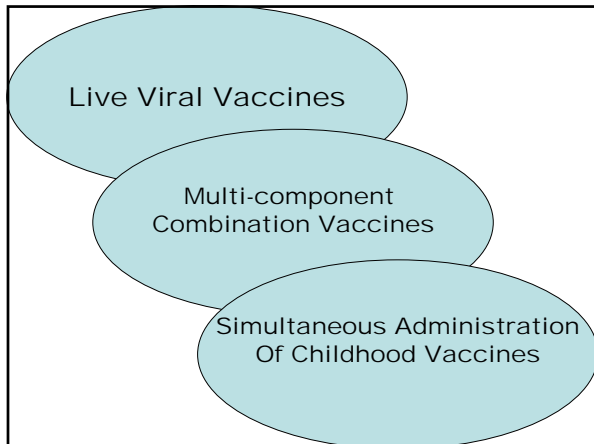 Live Viral Vaccines
Multi-component
Combination Vaccines
Simultaneous Administration
Of Childhood Vaccines